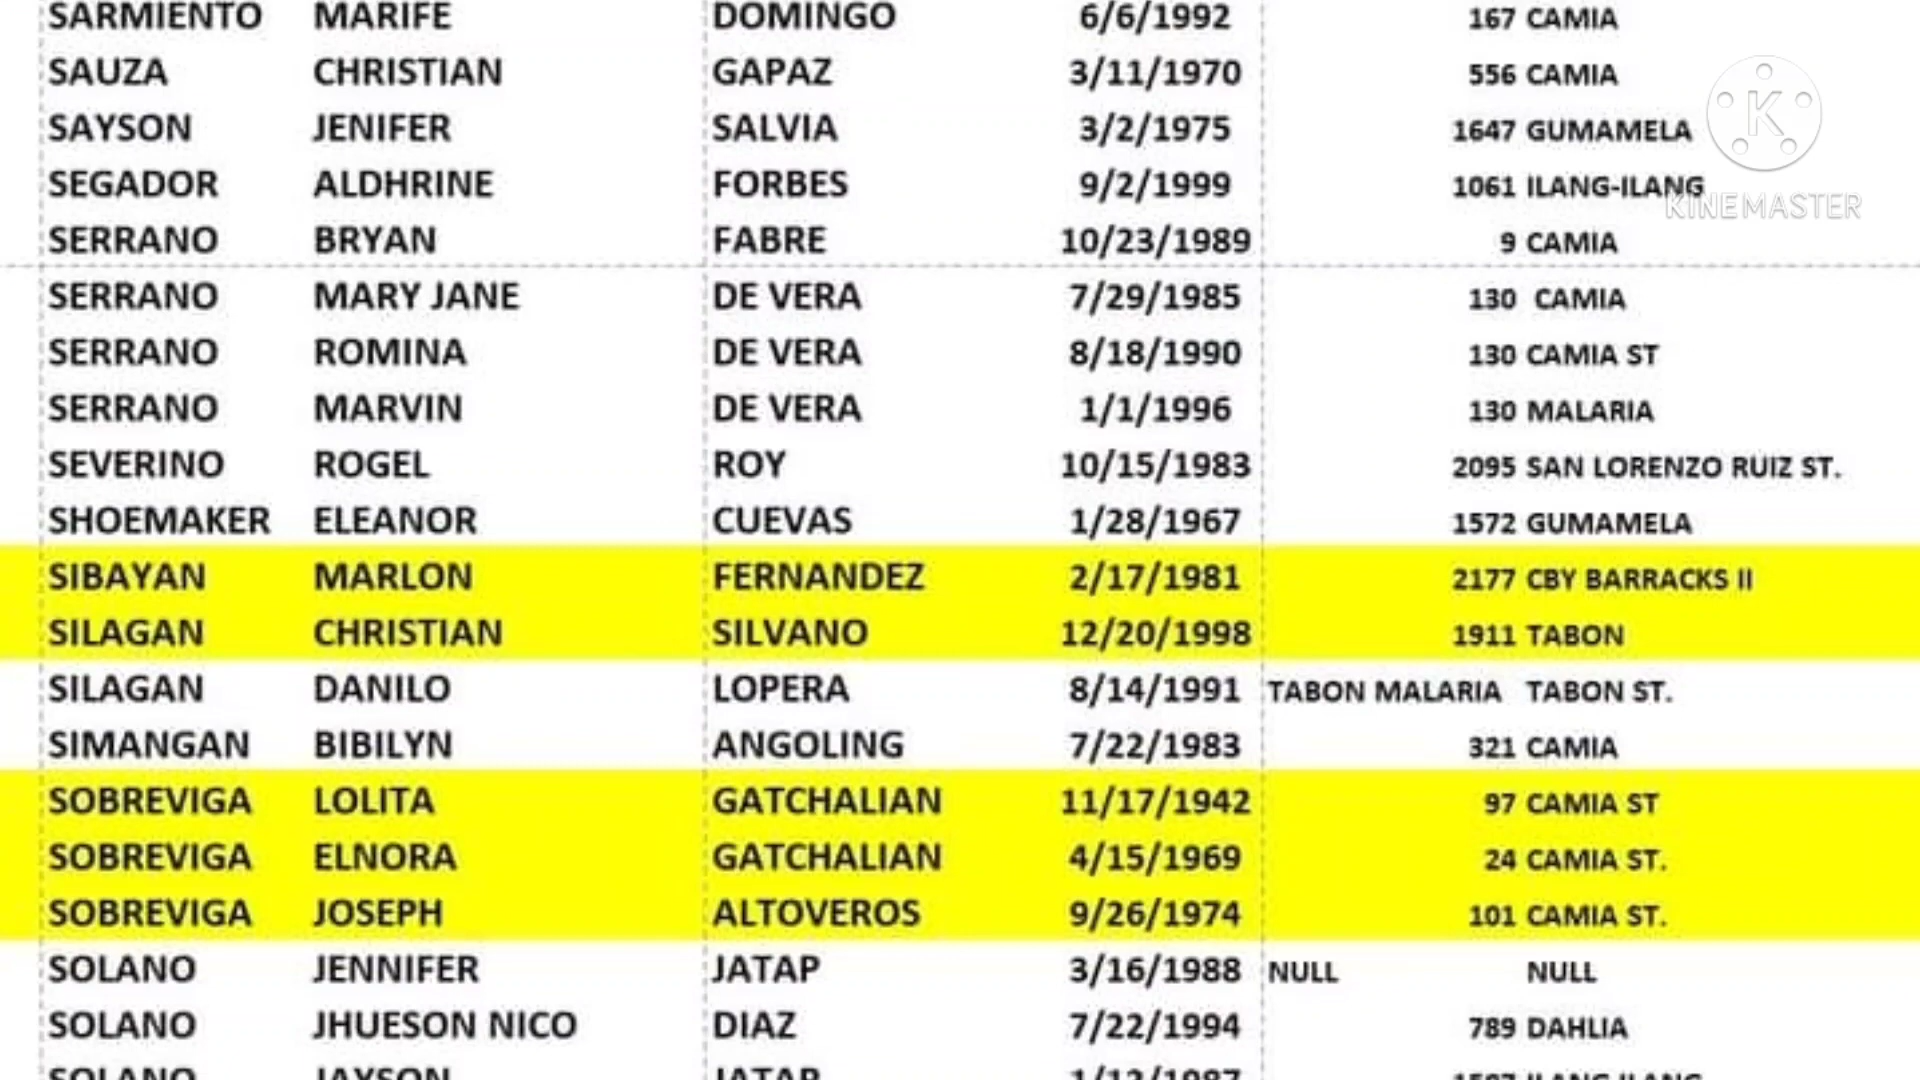 SARMIENTO MARIFE DOMINGO 6/6/1992 167 CAMIA
SAUZA CHRISTIAN GAPAZ 3/11/1970 556 CAMIA
SAYSON JENIFER SALVIA 3/2/1975 1647 GUMAMELA
SEGADOR ALDHRINE FORBES 9/2/1999 1061 ILANG-ILANG
KINEMASTER
SERRANO BRYAN FABRE 10/23/1989 9 CAMIA
SERRANO MARY JANE DE VERA 7/29/1985 130 CAMIA
SERRANO ROMINA DE VERA 8/18/1990 130 CAMIA ST
SERRANO MARVIN DE VERA 1/1/1996 130 MALARIA
SEVERINO ROGEL ROY 10/15/1983 2095 SAN LORENZO RUIZ ST.
SHOEMAKER ELEANOR CUEVAS 1/28/1967 1572 GUMAMELA
SIBAYAN MARLON FERNANDEZ 2/17/1981 2177 CBY BARRACKS II
SILAGAN CHRISTIAN SILVANO 12/20/1998 1911 TABON
SILAGAN DANILO LOPERA 8/14/1991 TABON MALARIA TABON ST.
SIMANGAN BIBILYN ANGOLING 7/22/1983 321 CAMIA
SOBREVIGA LOLITA GATCHALIAN 11/17/1942 97 CAMIA ST
SOBREVIGA ELNORA GATCHALIAN 4/15/1969 24 CAMIA ST.
SOBREVIGA JOSEPH ALTOVEROS 9/26/1974 101 CAMIA ST.
SOLANO JENNIFER JATAP 3/16/1988 NULL NULL
SOLANO JHUESON NICO DIAZ 7/22/1994 789 DAHLIA
SOLANO JAYSON JATAP